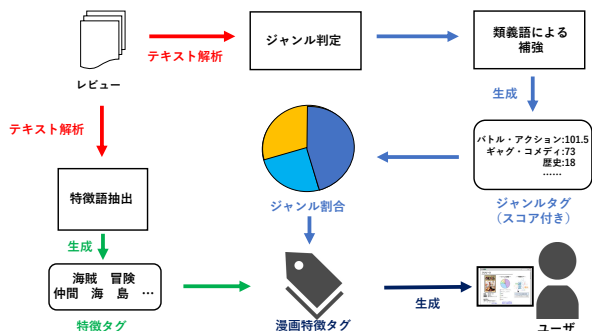 レビュー
テキスト解析
ジャンル判定
類義語による
補強
生成
バトル・アクション:101.5
ギャグ・コメディ:73
歴史:18
……
ジャンルタグ
（スコア付き）
ジャンル割合
テキスト解析
特徴語抽出
生成
海賊 冒険
仲間 海 島 …
特徴タグ
漫画特徴タグ
生成
ユーザ